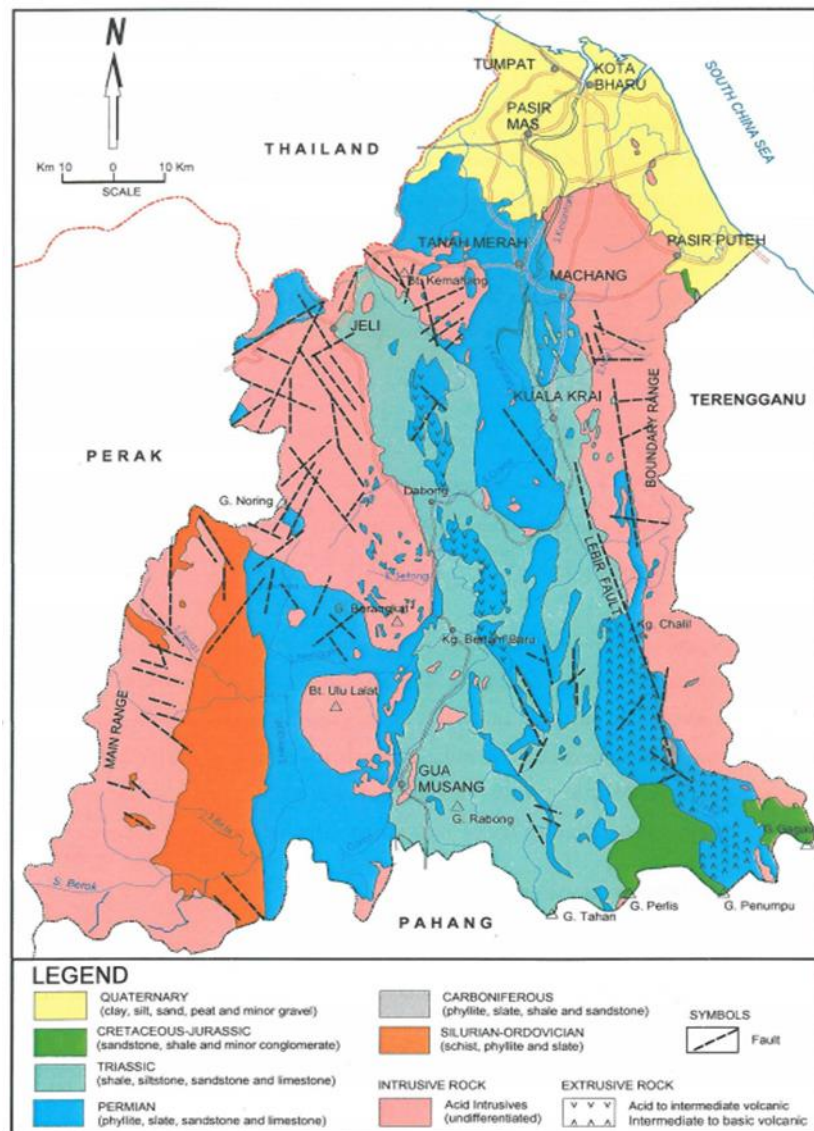 N
Km 10 0 10 Km
SCALE
THAILAND
SOUTH CHINA SEA
TUMPAT
KOTA
BHARU
PASIR
MAS
TANAH MERAH
PASIR PUTEH
MACHANG
Bt. Kemahang
JELI
KUALA KRAI
TERENGGANU
BOUNDARY RANGE
PERAK
G. Noring
Dabong
LEBIR FAULT
G. Berangkat
Kg. Bertam Baru
Kg. Chalil
Bt. Ulu Lalat
MAIN RANGE
GUA
MUSANG
G. Rabong
G. Gagau
S. Berok
PAHANG
G. Tahan
G. Perlis
G. Penumpu
LEGEND
QUATERNARY
(clay, silt, sand, peat and minor gravel)
CRETACEOUS-JURASSIC
(sandstone, shale and minor conglomerate)
TRIASSIC
(shale, siltstone, sandstone and limestone)
PERMIAN
(phyllite, slate, sandstone and limestone)
CARBONIFEROUS
(phyllite, slate, shale and sandstone)
SILURIAN-ORDOVICIAN
(schist, phyllite and slate)
INTRUSIVE ROCK
Acid Intrusives
(undifferentiated)
SYMBOLS
Fault
EXTRUSIVE ROCK
Acid to intermediate volcanic
Intermediate to basic volcanic